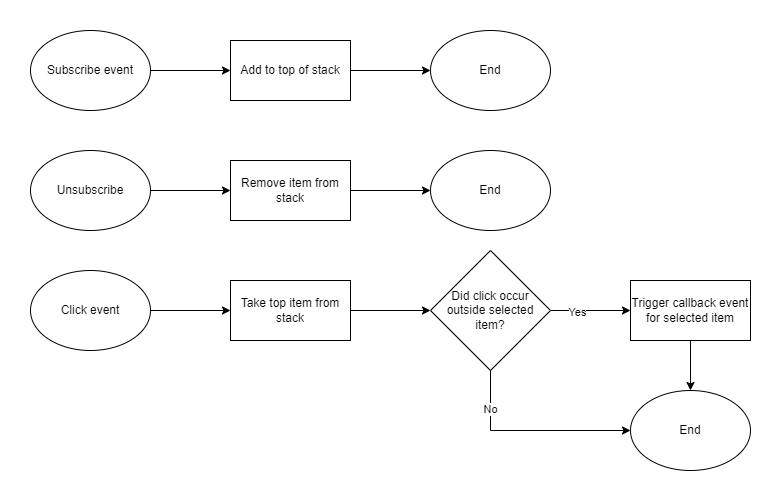 Subscribe event
Add to top of stack
End
Unsubscribe
Remove item from
stack
End
Click event
Take top item from
stack
Did click occur
outside selected
item?
Yes
Trigger callback event
for selected item
No
End